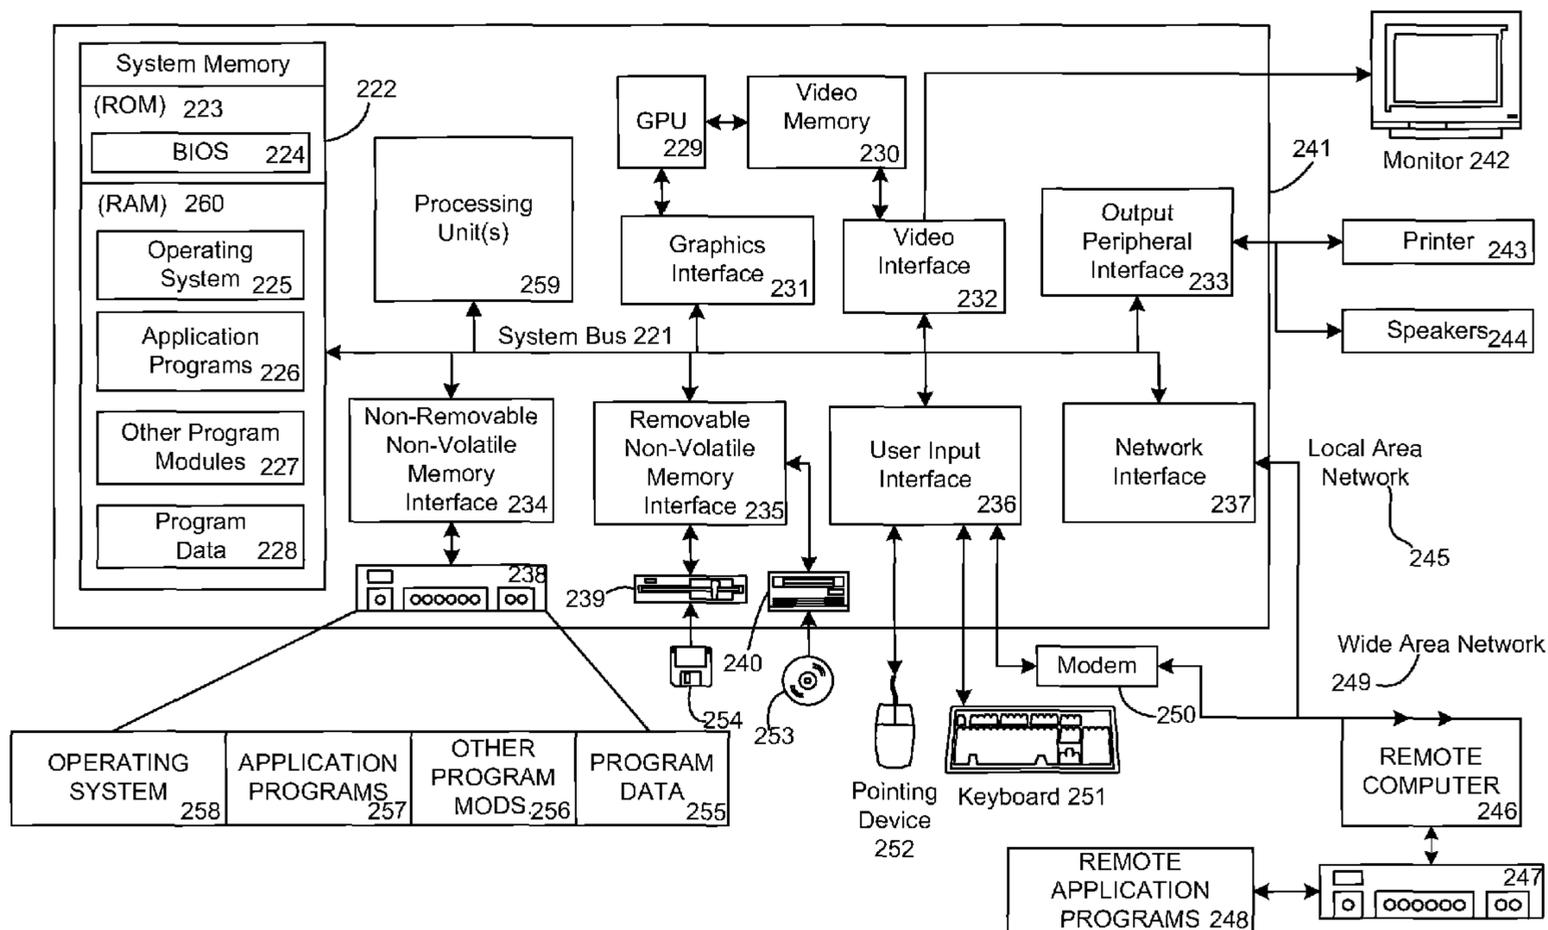 System Memory
(ROM) 223
BIOS 224
222
(RAM) 260
Operating
System 225
Application
Programs 226
Other Program
Modules 227
Program
Data 228
Processing
Unit(s)
259
GPU
229
Video
Memory
230
Graphics
Interface
231
Video
Interface
232
Output
Peripheral
Interface
233
241
Monitor 242
Printer 243
Speakers 244
System Bus 221
Non-Removable
Non-Volatile
Memory
Interface 234
Removable
Non-Volatile
Memory
Interface 235
User Input
Interface
236
Network
Interface
237
Local Area
Network
245
238
239
240
254
253
Modem
250
Wide Area Network
249
OPERATING
SYSTEM 258
APPLICATION
PROGRAMS 257
OTHER
PROGRAM
MODS. 256
PROGRAM
DATA 255
Pointing
Device
252
Keyboard 251
REMOTE
COMPUTER
246
247
REMOTE
APPLICATION
PROGRAMS 248